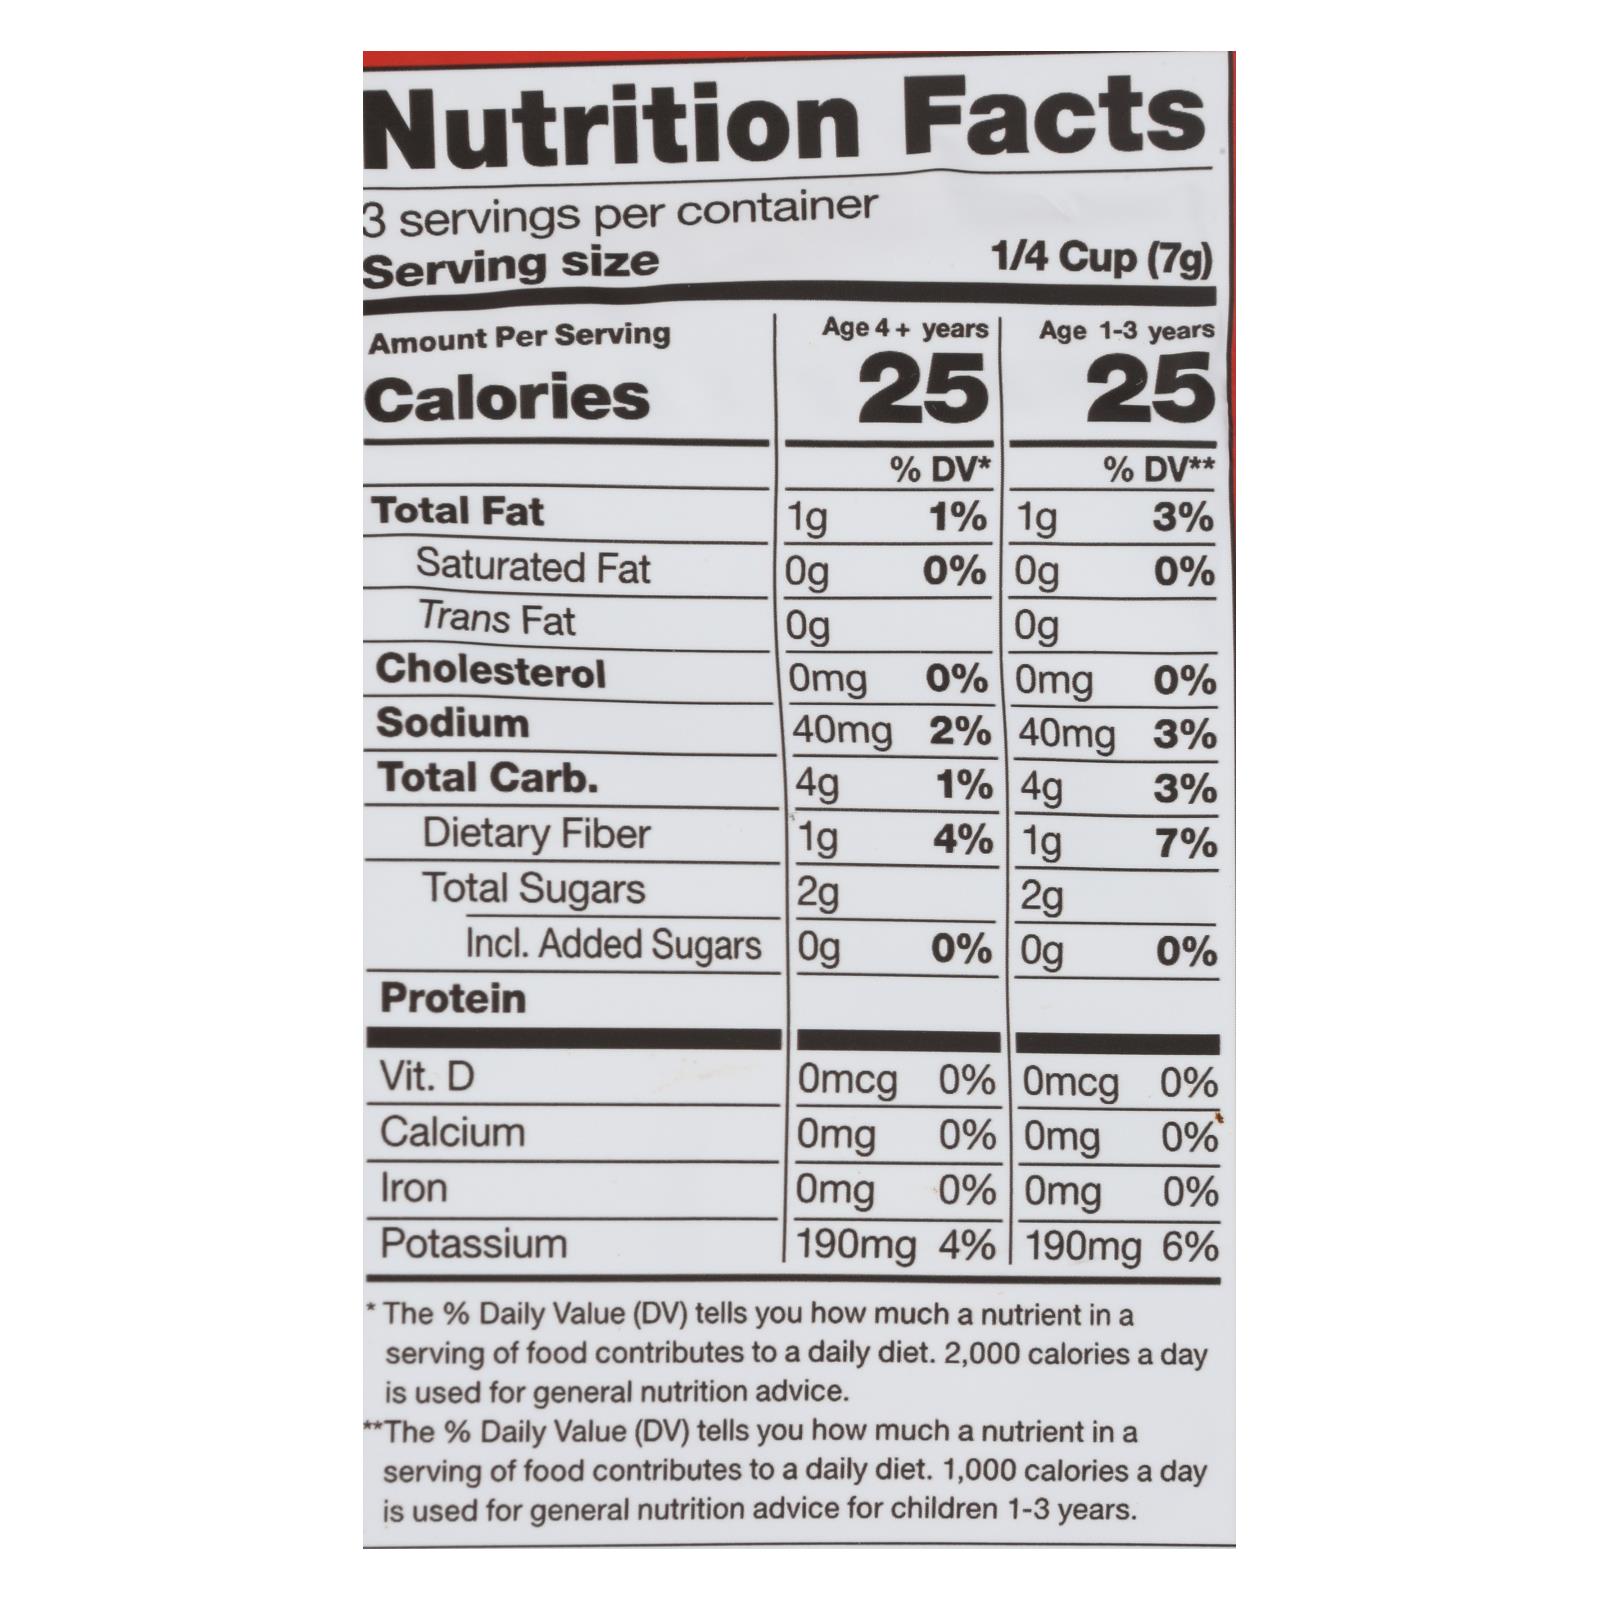 Nutrition Facts
3 servings per container
Serving size 1/4 Cup (7g)
Amount Per Serving Age 4+ years Age 1-3 years
Calories 25 25
% DV* % DV**
Total Fat 1g 1% 1g 3%
Saturated Fat 0g 0% 0g 0%
Trans Fat 0g 0g
Cholesterol 0mg 0% 0mg 0%
Sodium 40mg 2% 40mg 3%
Total Carb. 4g 1% 4g 3%
Dietary Fiber 1g 4% 1g 7%
Total Sugars 2g 2g
Incl. Added Sugars 0g 0% 0g 0%
Protein
Vit. D 0mcg 0% 0mcg 0%
Calcium 0mg 0% 0mg 0%
Iron 0mg 0% 0mg 0%
Potassium 190mg 4% 190mg 6%
* The % Daily Value (DV) tells you how much a nutrient in a
serving of food contributes to a daily diet. 2,000 calories a day
is used for general nutrition advice.
**The % Daily Value (DV) tells you how much a nutrient in a
serving of food contributes to a daily diet. 1,000 calories a day
is used for general nutrition advice for children 1-3 years.